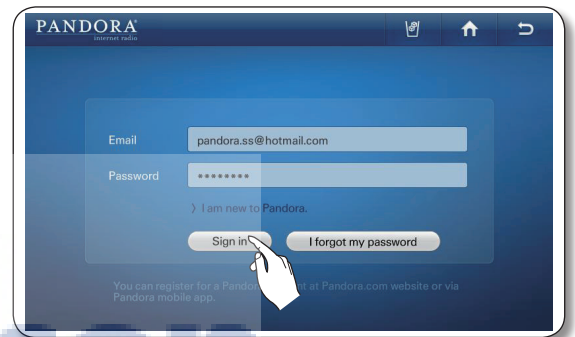 PANDORA
internet radio
Email
pandora.ss@hotmail.com
Password
••••••••
〉 I am new to Pandora.
Sign in
I forgot my password
You can register for a Pandora at Pandora.com website or via
Pandora mobile app.